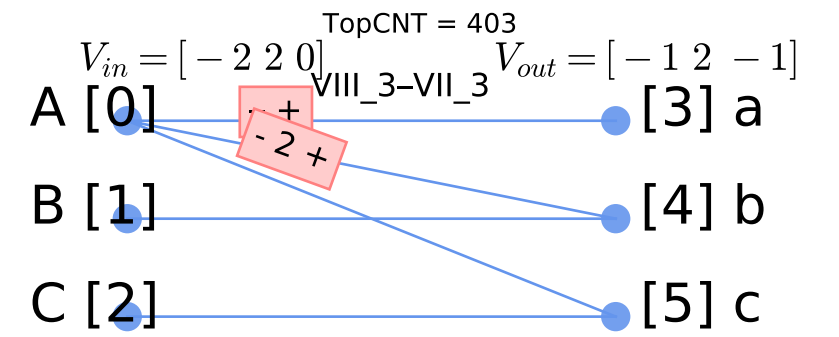 TopCNT = 403
V_in = [ − 2 2 0]
V_out = [ − 1 2 − 1]
VIII_3–VII_3
A [0]
- +
[3] a
- 2 +
B [1]
[4] b
C [2]
[5] c